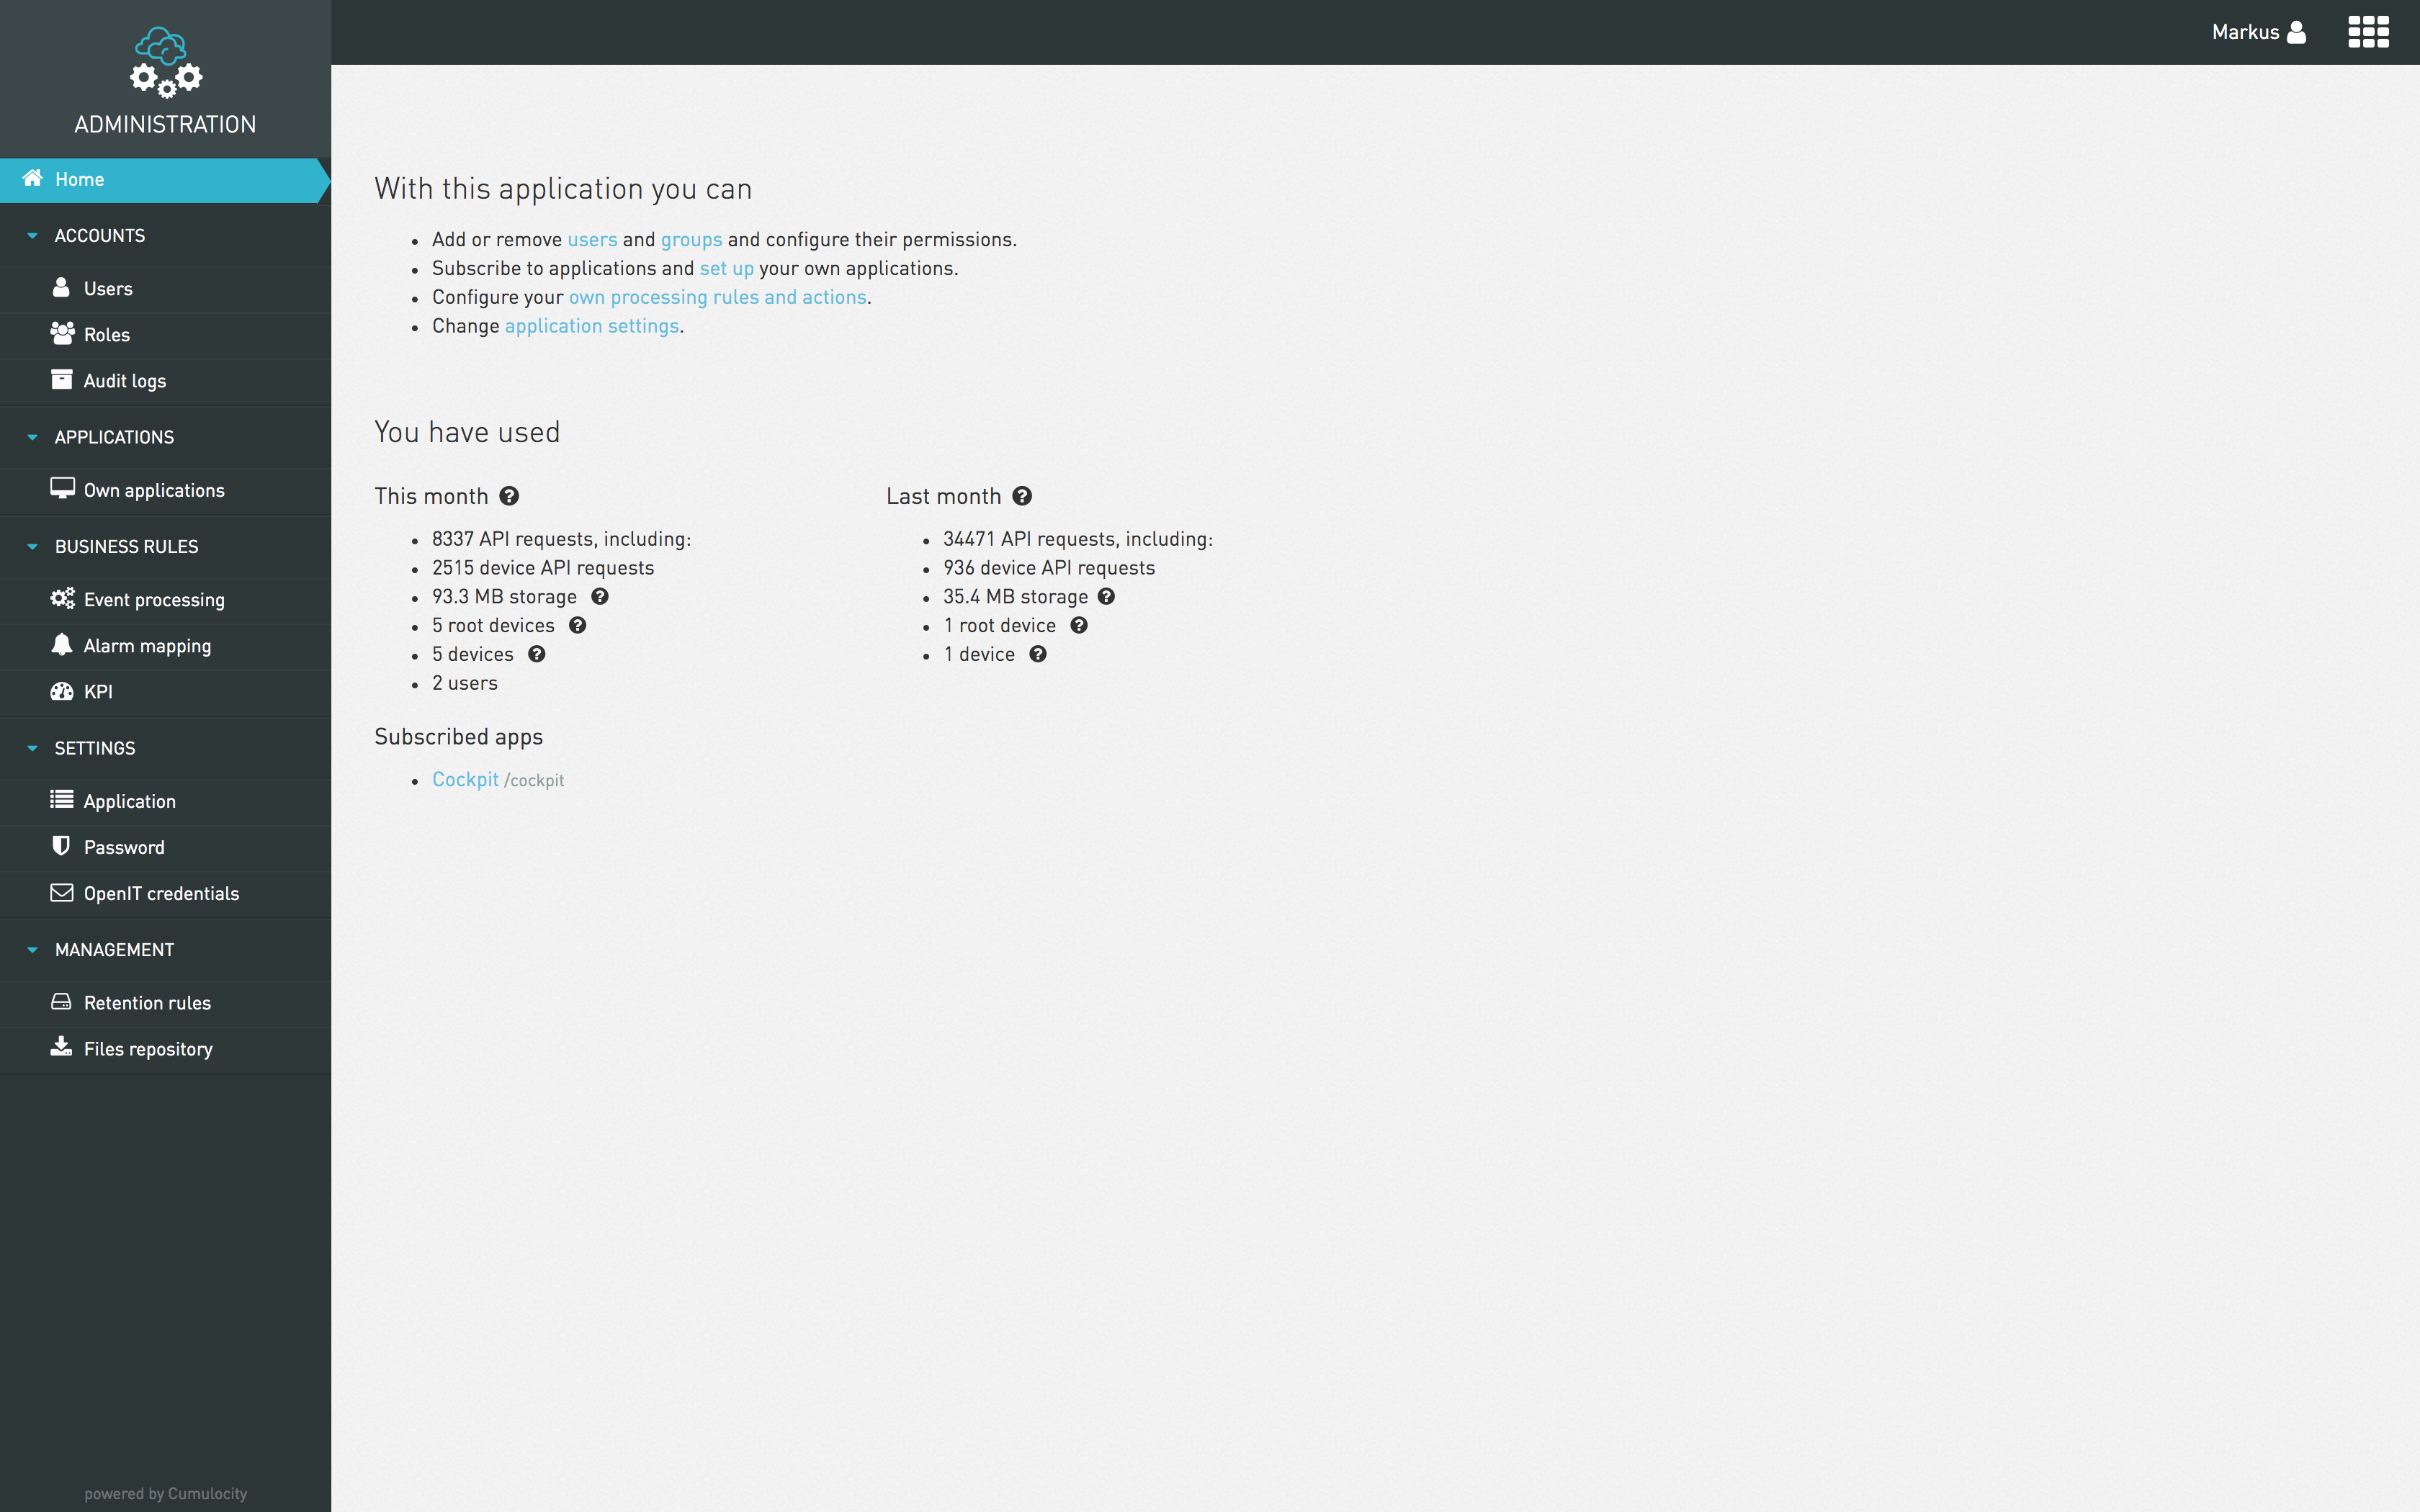 Markus
ADMINISTRATION
Home
ACCOUNTS
Users
Roles
Audit logs
APPLICATIONS
Own applications
BUSINESS RULES
Event processing
Alarm mapping
KPI
SETTINGS
Application
Password
OpenIT credentials
MANAGEMENT
Retention rules
Files repository
powered by Cumulocity
With this application you can
Add or remove users and groups and configure their permissions.
Subscribe to applications and set up your own applications.
Configure your own processing rules and actions.
Change application settings.
You have used
This month
8337 API requests, including:
2515 device API requests
93.3 MB storage
5 root devices
5 devices
2 users
Last month
34471 API requests, including:
936 device API requests
35.4 MB storage
1 root device
1 device
Subscribed apps
Cockpit /cockpit